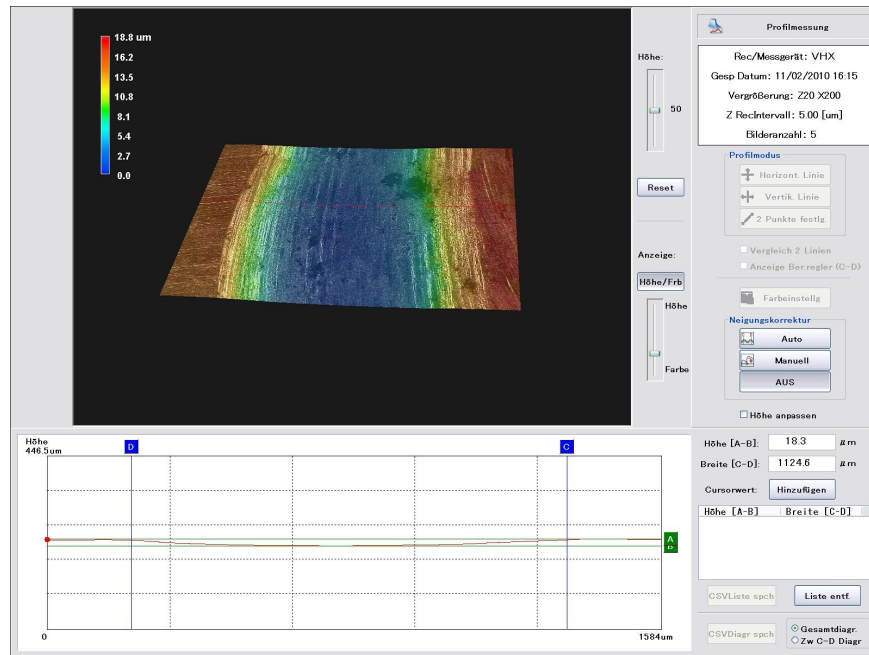 18.8 um
16.2
13.5
10.8
8.1
5.4
2.7
0.0
Höhe:
50
Reset
Anzeige:
Höhe/Frb
Höhe
Farbe
Profilmessung
Rec/Messgerät: VHX
Gesp Datum: 11/02/2010 16:15
Vergrößerung: Z20 X200
Z RecIntervall: 5.00 [um]
Bilderanzahl: 5
Profilmodus
Horizont. Linie
Vertik. Linie
2 Punkte festlg.
Vergleich 2 Linien
Anzeige Ber.regler (C-D)
Farbeinstellg
Neigungskorrektur
Auto
Manuell
AUS
Höhe anpassen
Höhe
446.5um
D
C
A
0
1584um
Höhe [A-B]: 18.3 µm
Breite [C-D]: 1124.6 µm
Cursorwert: Hinzufügen
Höhe [A-B] Breite [C-D]
CSVListe spch Liste entf.
CSVDiagr spch
Gesamtdiagr.
Zw C-D Diagr